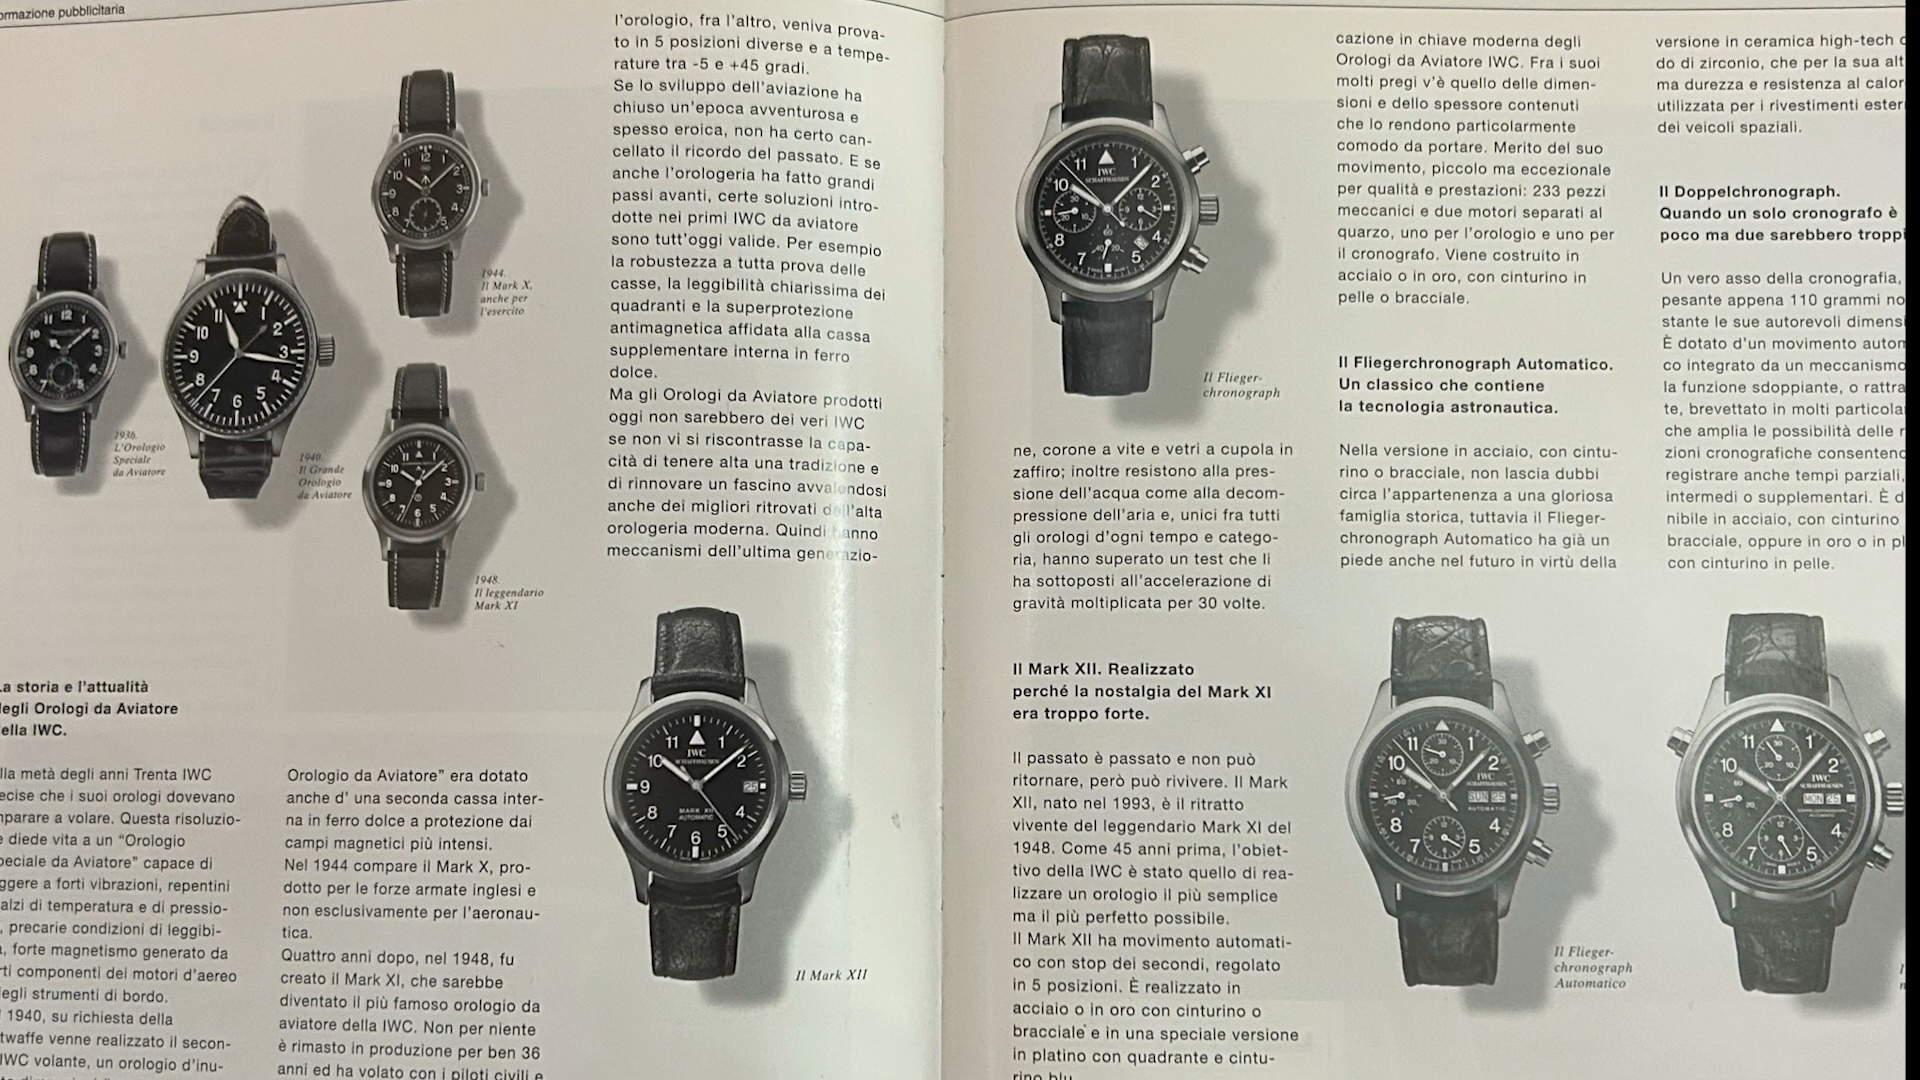 ormazione pubblicitaria
1936.
L'Orologio
Speciale
da Aviatore
1940.
Il Grande
Orologio
da Aviatore
1944.
Il Mark X,
anche per
l'esercito
1948.
Il leggendario
Mark XI
La storia e l'attualità
degli Orologi da Aviatore
della IWC.
lla metà degli anni Trenta IWC
ecise che i suoi orologi dovevano
mparare a volare. Questa risoluzio-
e diede vita a un “Orologio
peciale da Aviatore” capace di
ggere a forti vibrazioni, repentini
alzi di temperatura e di pressio-
, precarie condizioni di leggibi-
, forte magnetismo generato da
rti componenti dei motori d'aereo
egli strumenti di bordo.
l 1940, su richiesta della
twaffe venne realizzato il secon-
IWC volante, un orologio d'inu-
Orologio da Aviatore” era dotato
anche d' una seconda cassa inter-
na in ferro dolce a protezione dai
campi magnetici più intensi.
Nel 1944 compare il Mark X, pro-
dotto per le forze armate inglesi e
non esclusivamente per l'aeronau-
tica.
Quattro anni dopo, nel 1948, fu
creato il Mark XI, che sarebbe
diventato il più famoso orologio da
aviatore della IWC. Non per niente
è rimasto in produzione per ben 36
anni ed ha volato con i piloti civili e
l'orologio, fra l'altro, veniva prova-
to in 5 posizioni diverse e a tempe-
rature tra -5 e +45 gradi.
Se lo sviluppo dell'aviazione ha
chiuso un'epoca avventurosa e
spesso eroica, non ha certo can-
cellato il ricordo del passato. E se
anche l'orologeria ha fatto grandi
passi avanti, certe soluzioni intro-
dotte nei primi IWC da aviatore
sono tutt'oggi valide. Per esempio
la robustezza a tutta prova delle
casse, la leggibilità chiarissima dei
quadranti e la superprotezione
antimagnetica affidata alla cassa
supplementare interna in ferro
dolce.
Ma gli Orologi da Aviatore prodotti
oggi non sarebbero dei veri IWC
se non vi si riscontrasse la capa-
cità di tenere alta una tradizione e
di rinnovare un fascino avvalendosi
anche dei migliori ritrovati dell'alta
orologeria moderna. Quindi hanno
meccanismi dell'ultima generazio-
IWC
SCHAFFHAUSEN
25
MARK XII
AUTOMATIC
Il Mark XII
IWC
SCHAFFHAUSEN
Il Flieger-
chronograph
ne, corone a vite e vetri a cupola in
zaffiro; inoltre resistono alla pres-
sione dell'acqua come alla decom-
pressione dell'aria e, unici fra tutti
gli orologi d'ogni tempo e catego-
ria, hanno superato un test che li
ha sottoposti all'accelerazione di
gravità moltiplicata per 30 volte.
Il Mark XII. Realizzato
perché la nostalgia del Mark XI
era troppo forte.
Il passato è passato e non può
ritornare, però può rivivere. Il Mark
XII, nato nel 1993, è il ritratto
vivente del leggendario Mark XI del
1948. Come 45 anni prima, l'obiet-
tivo della IWC è stato quello di rea-
lizzare un orologio il più semplice
ma il più perfetto possibile.
Il Mark XII ha movimento automati-
co con stop dei secondi, regolato
in 5 posizioni. È realizzato in
acciaio o in oro con cinturino o
bracciale e in una speciale versione
in platino con quadrante e cintu-
rino blu.
cazione in chiave moderna degli
Orologi da Aviatore IWC. Fra i suoi
molti pregi v'è quello delle dimen-
sioni e dello spessore contenuti
che lo rendono particolarmente
comodo da portare. Merito del suo
movimento, piccolo ma eccezionale
per qualità e prestazioni: 233 pezzi
meccanici e due motori separati al
quarzo, uno per l'orologio e uno per
il cronografo. Viene costruito in
acciaio o in oro, con cinturino in
pelle o bracciale.
Il Fliegerchronograph Automatico.
Un classico che contiene
la tecnologia astronautica.
Nella versione in acciaio, con cintu-
rino o bracciale, non lascia dubbi
circa l'appartenenza a una gloriosa
famiglia storica, tuttavia il Flieger-
chronograph Automatico ha già un
piede anche nel futuro in virtù della
IWC
SCHAFFHAUSEN
SUN 25
AUTOMATIC
Il Flieger-
chronograph
Automatico
versione in ceramica high-tech
do di zirconio, che per la sua alt
ma durezza e resistenza al calor
utilizzata per i rivestimenti ester
dei veicoli spaziali.
Il Doppelchronograph.
Quando un solo cronografo è
poco ma due sarebbero troppi
Un vero asso della cronografia,
pesante appena 110 grammi no
stante le sue autorevoli dimensi
È dotato d'un movimento autom
co integrato da un meccanismo
la funzione sdoppiante, o rattra
te, brevettato in molti particola
che amplia le possibilità delle r
zioni cronografiche consentend
registrare anche tempi parziali,
intermedi o supplementari. È d
nibile in acciaio, con cinturino
bracciale, oppure in oro o in pl
con cinturino in pelle.
IWC
SCHAFFHAUSEN
MON 25